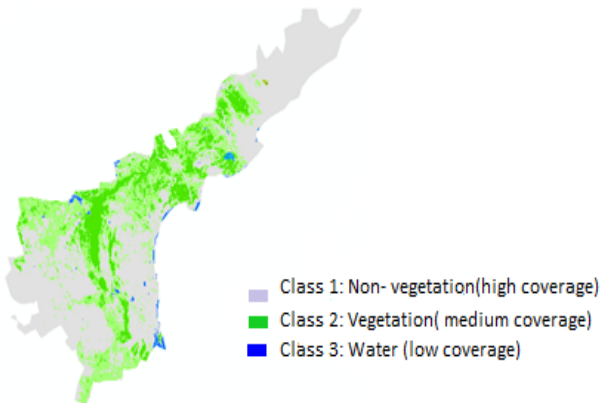 Class 1: Non- vegetation(high coverage)
Class 2: Vegetation( medium coverage)
Class 3: Water (low coverage)